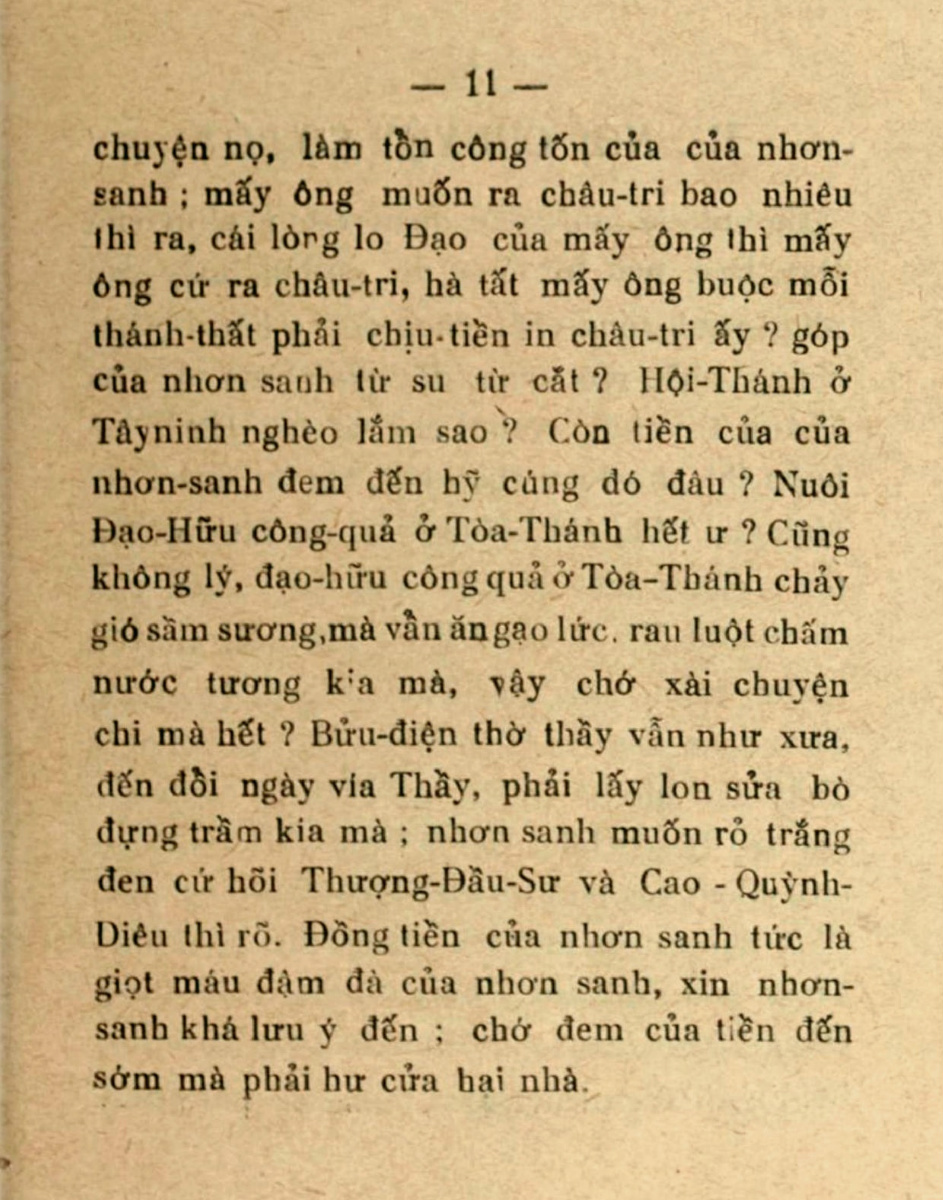 — 11 —
chuyện nọ, làm tồn công tốn của của nhơn-
sanh ; mấy ông muốn ra châu-tri bao nhiêu
thì ra, cái lòng lo Đạo của mấy ông thì mấy
ông cứ ra châu-tri, hà tất mấy ông buộc mỗi
thánh-thất phải chịu-tiền in châu-tri ấy ? góp
của nhơn sanh từ su từ cắt ? Hội-Thánh ở
Tâyninh nghèo lắm sao ? Còn tiền của của
nhơn-sanh đem đến hỹ cúng đó đâu ? Nuôi
Đạo-Hữu công-quả ở Tòa-Thánh hết ư ? Cũng
không lý, đạo-hữu công quả ở Tòa-Thánh chảy
gió sầm sương,mà vần ăn gạo lức. rau luột chấm
nước tương kia mà, vậy chớ xài chuyện
chi mà hết ? Bửu-điện thờ thầy vẫn như xưa,
đến đồi ngày vía Thầy, phải lấy lon sửa bò
đựng trầm kia mà ; nhơn sanh muốn rỏ trắng
đen cứ hõi Thượng-Đầu-Sư và Cao - Quỳnh-
Diêu thì rõ. Đồng tiền của nhơn sanh tức là
giọt máu đậm đà của nhơn sanh, xin nhơn-
sanh khá lưu ý đến ; chớ đem của tiền đến
sớm mà phải hư cửa hại nhà.